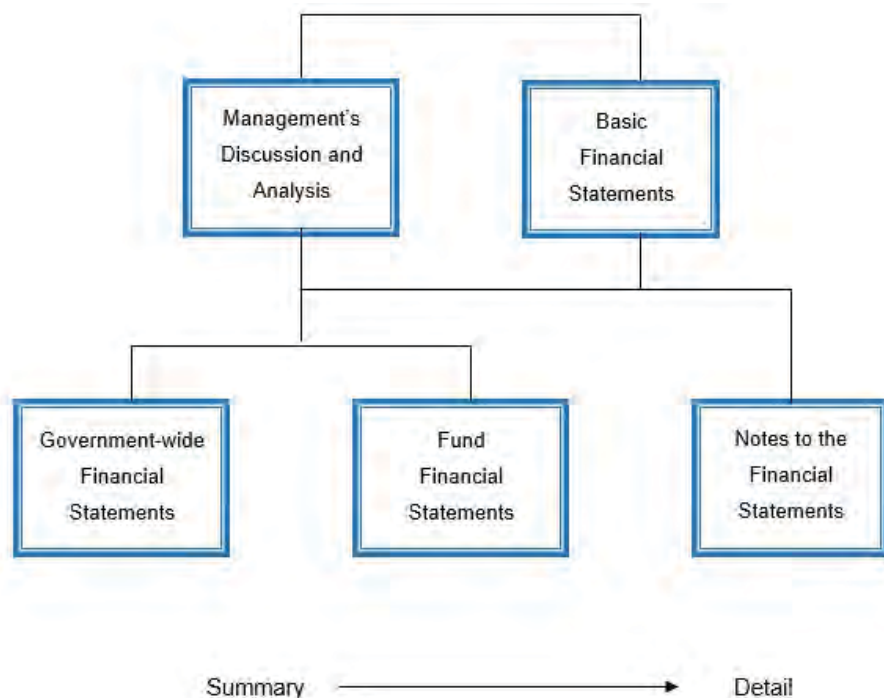 Management's
Discussion and
Analysis
Basic
Financial
Statements
Government-wide
Financial
Statements
Fund
Financial
Statements
Notes to the
Financial
Statements
Summary
Detail